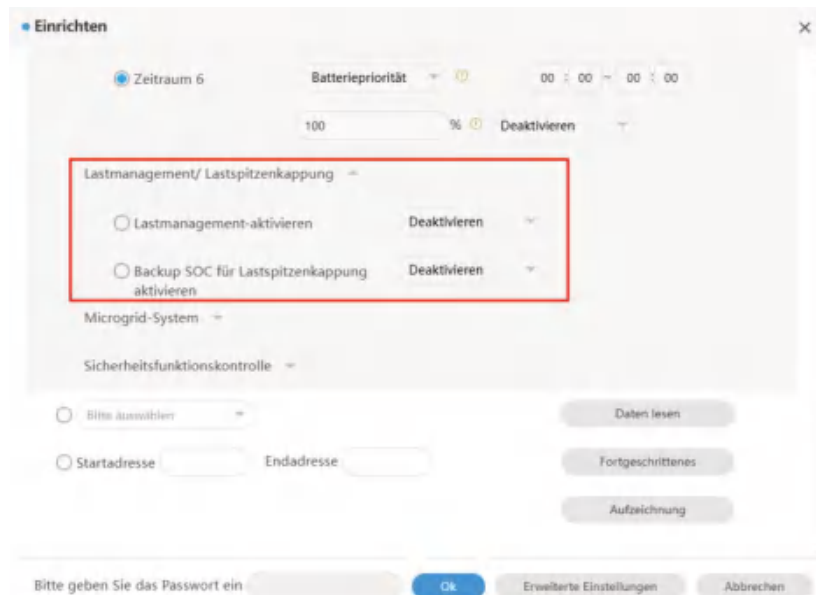 Einrichten
Zeitraum 6 Batteriepriorität 00 : 00 ~ 00 : 00
100 % Deaktivieren
Lastmanagement/ Lastspitzenkappung
Lastmanagement-aktivieren Deaktivieren
Backup SOC für Lastspitzenkappung Deaktivieren
aktivieren
Microgrid-System
Sicherheitsfunktionskontrolle
Bitte auswählen Daten lesen
Startadresse Endadresse Fortgeschrittenes
Aufzeichnung
Bitte geben Sie das Passwort ein Ok Erweiterte Einstellungen Abbrechen